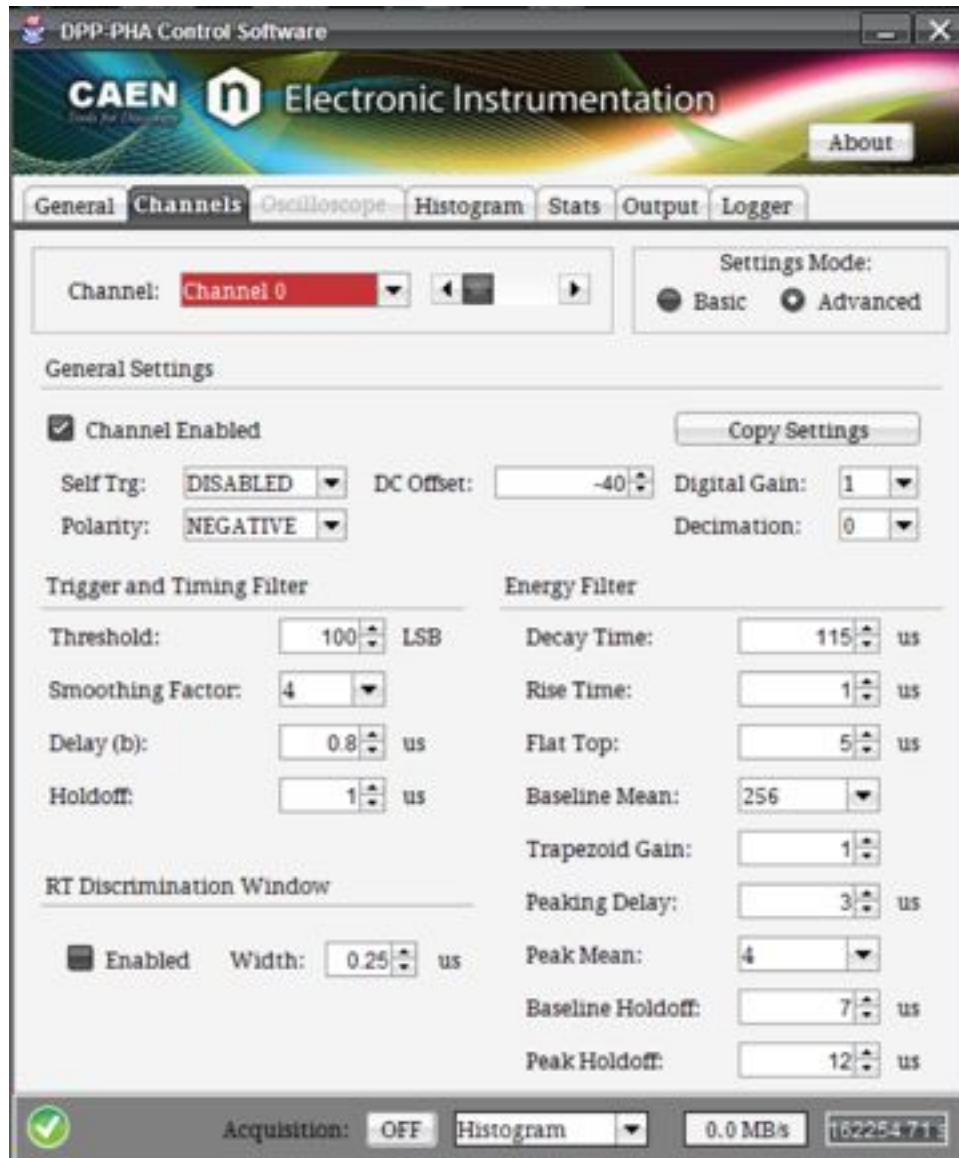 DPP-PHA Control Software
CAEN n Electronic Instrumentation
Tools for Discovery
About
General Channels Oscilloscope Histogram Stats Output Logger
Settings Mode:
Channel: Channel 0 Basic Advanced
General Settings
Channel Enabled Copy Settings
Self Trg: DISABLED DC Offset: -40 Digital Gain: 1
Polarity: NEGATIVE Decimation: 0
Trigger and Timing Filter Energy Filter
Threshold: 100 LSB Decay Time: 115 us
Smoothing Factor: 4 Rise Time: 1 us
Delay (b): 0.8 us Flat Top: 5 us
Holdoff: 1 us Baseline Mean: 256
Trapezoid Gain: 1
RT Discrimination Window Peaking Delay: 3 us
Enabled Width: 0.25 us Peak Mean: 4
Baseline Holdoff: 7 us
Peak Holdoff: 12 us
Acquisition: OFF Histogram 0.0 MB/s